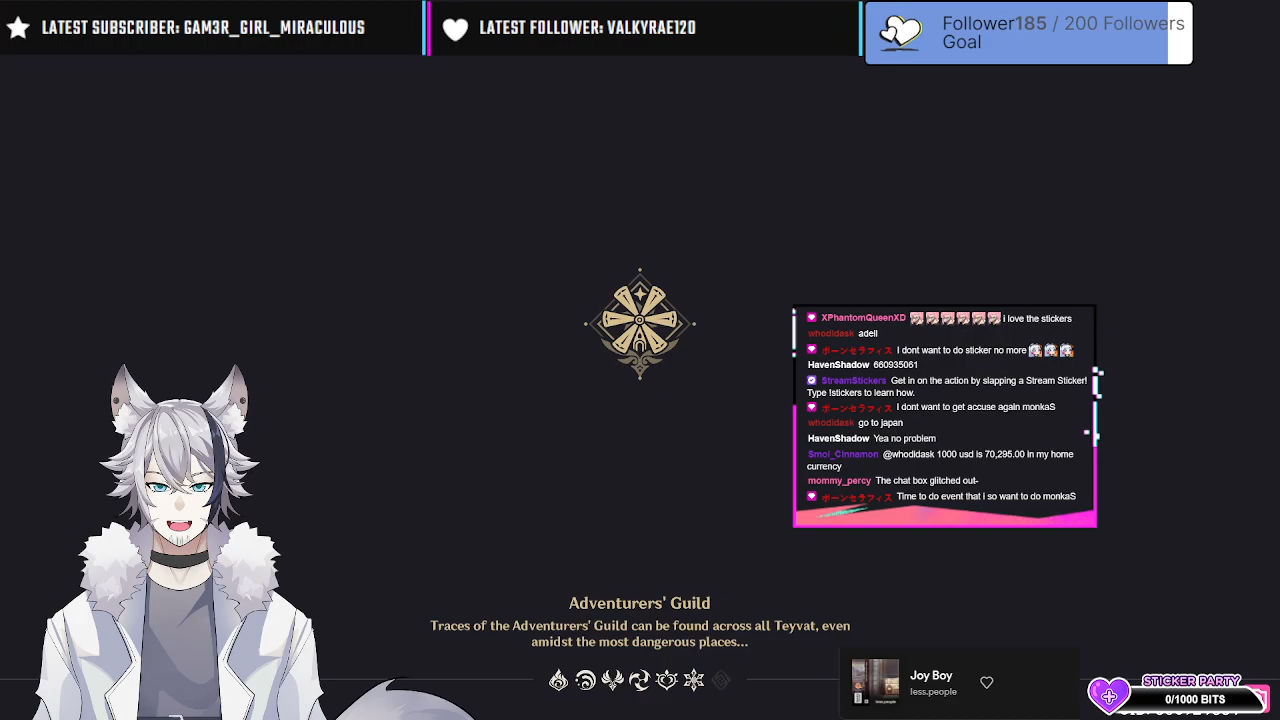 LATEST SUBSCRIBER: GAM3R_GIRL_MIRACULOUS
LATEST FOLLOWER: VALKYRAE120
Follower185 / 200 Followers
Goal
XPhantomQueenXD i love the stickers
whodidask adell
ボーンセラフィス I dont want to do sticker no more
HavenShadow 660935061
StreamStickers Get in on the action by slapping a Stream Sticker!
Type !stickers to learn how.
ボーンセラフィス I dont want to get accuse again monkaS
whodidask go to japan
HavenShadow Yea no problem
$mol_Cinnamon @whodidask 1000 usd is 70,295.00 in my home
currency
mommy_percy The chat box glitched out-
ボーンセラフィス Time to do event that i so want to do monkaS
Adventurers' Guild
Traces of the Adventurers' Guild can be found across all Teyvat, even
amidst the most dangerous places...
Joy Boy
less.people
STICKER PARTY
0/1000 BITS